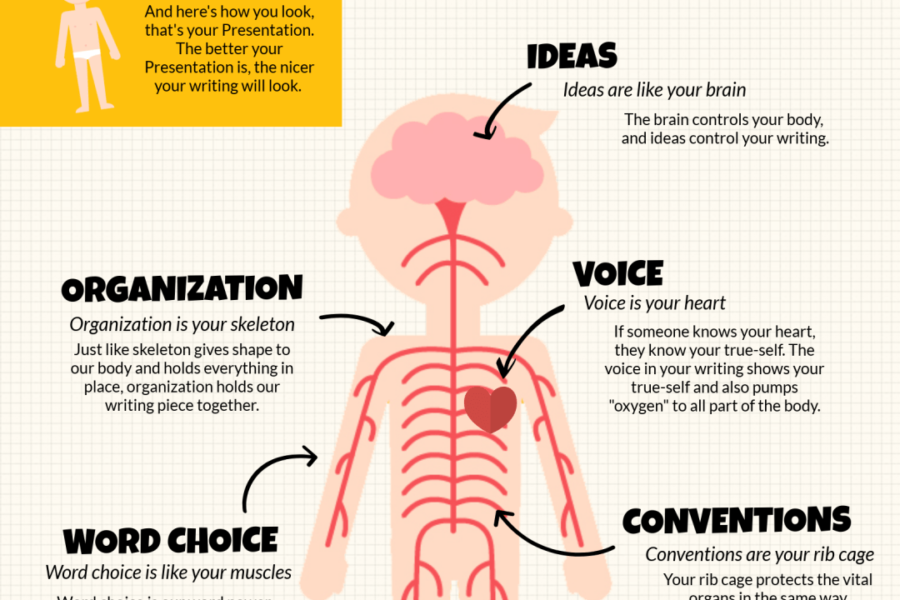 And here's how you look,
that's your Presentation.
The better your
Presentation is, the nicer
your writing will look.
IDEAS
Ideas are like your brain
The brain controls your body,
and ideas control your writing.
ORGANIZATION
Organization is your skeleton
Just like skeleton gives shape to
our body and holds everything in
place, organization holds our
writing piece together.
VOICE
Voice is your heart
If someone knows your heart,
they know your true-self. The
voice in your writing shows your
true-self and also pumps
"oxygen" to all part of the body.
WORD CHOICE
Word choice is like your muscles
CONVENTIONS
Conventions are your rib cage
Your rib cage protects the vital
organs in the same way